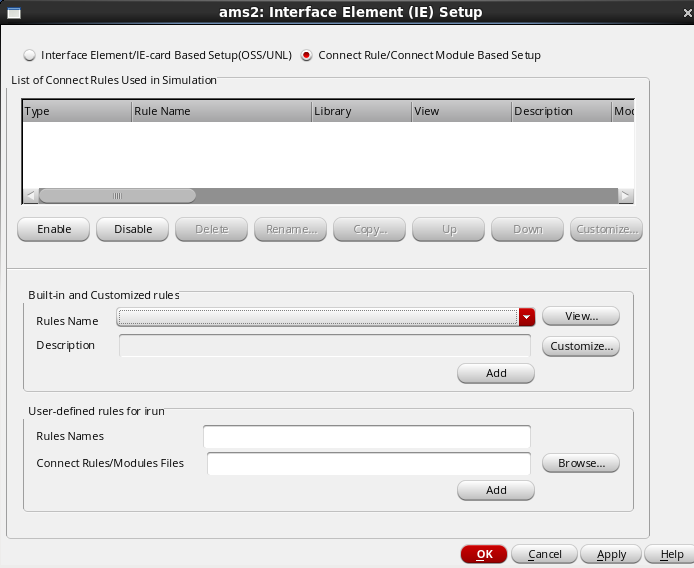 ams2: Interface Element (IE) Setup
Interface Element/IE-card Based Setup(OSS/UNL) Connect Rule/Connect Module Based Setup
List of Connect Rules Used in Simulation
Type Rule Name Library View Description Moc
Enable Disable Delete Rename... Copy... Up Down Customize...
Built-in and Customized rules
Rules Name View...
Description Customize...
Add
User-defined rules for irun
Rules Names
Connect Rules/Modules Files Browse...
Add
OK Cancel Apply Help